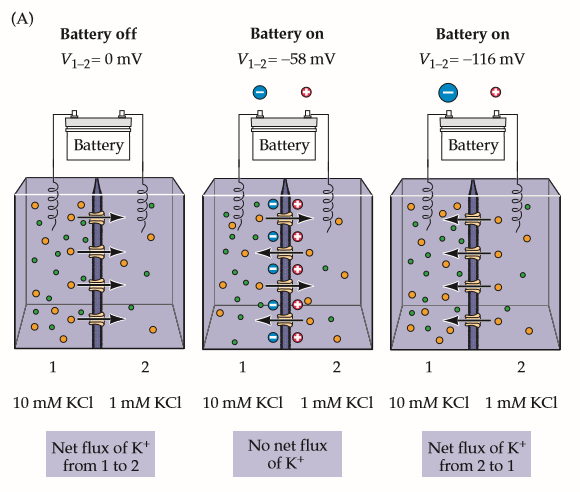 (A)
Battery off
V1–2= 0 mV
Battery on
V1–2= –58 mV
Battery on
V1–2= –116 mV
– +
– +
Battery
Battery
Battery
– +
– +
– +
– +
– +
1 2
1 2
1 2
10 mM KCl 1 mM KCl
10 mM KCl 1 mM KCl
10 mM KCl 1 mM KCl
Net flux of K+
from 1 to 2
No net flux
of K+
Net flux of K+
from 2 to 1